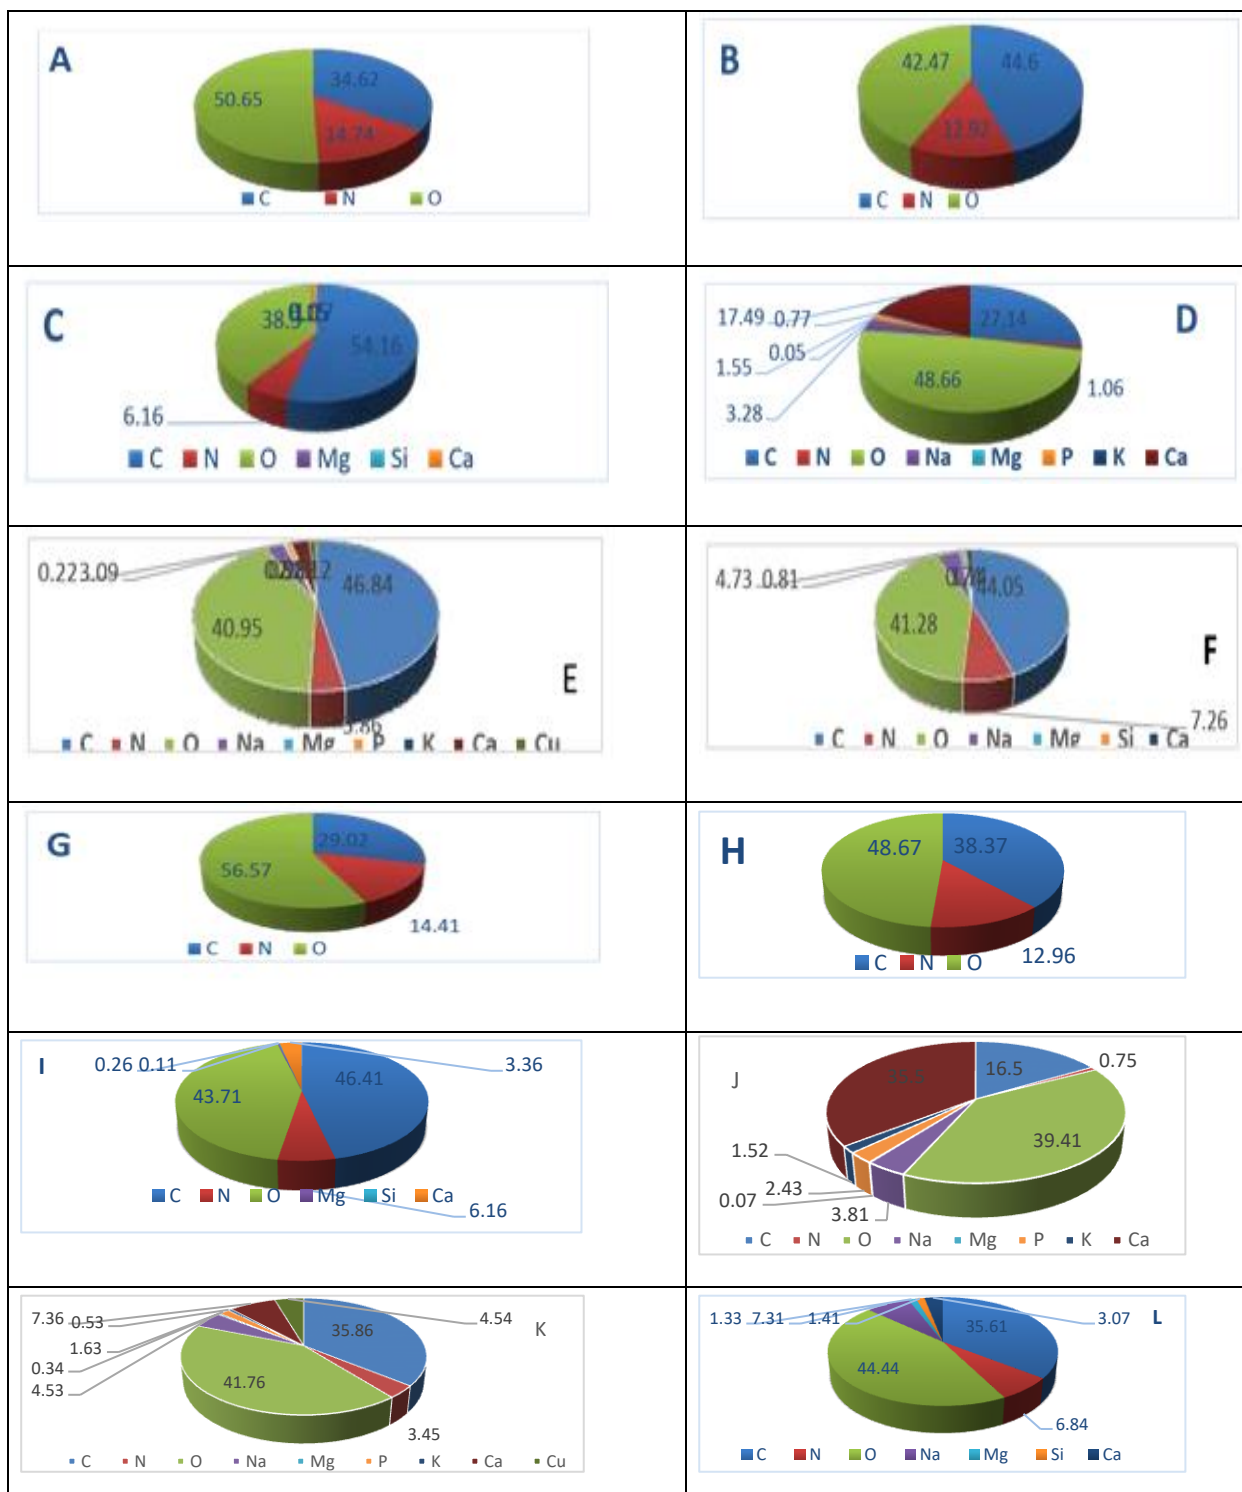 A
34.62
50.65
14.74
C N O
B
42.47
44.6
12.92
C N O
C
38.9
54.16
6.16
C N O Mg Si Ca
D
17.49 0.77
27.14
0.05
1.55
48.66
1.06
3.28
C N O Na Mg P K Ca
0.22 3.09
46.84
40.95
E
C N O Na Mg P K Ca Cu
4.73 0.81
44.05
41.28
F
7.26
C N O Na Mg Si Ca
G
29.02
56.57
14.41
C N O
H
48.67
38.37
12.96
C N O
I
0.26 0.11
3.36
46.41
43.71
C N O Mg Si Ca
6.16
J
16.5
0.75
39.41
1.52
2.43
0.07
3.81
C N O Na Mg P K Ca
7.36
0.53
4.54
K
35.86
1.63
0.34
41.76
4.53
3.45
C N O Na Mg P K Ca Cu
1.33 7.31 1.41
3.07
L
35.61
44.44
6.84
C N O Na Mg Si Ca